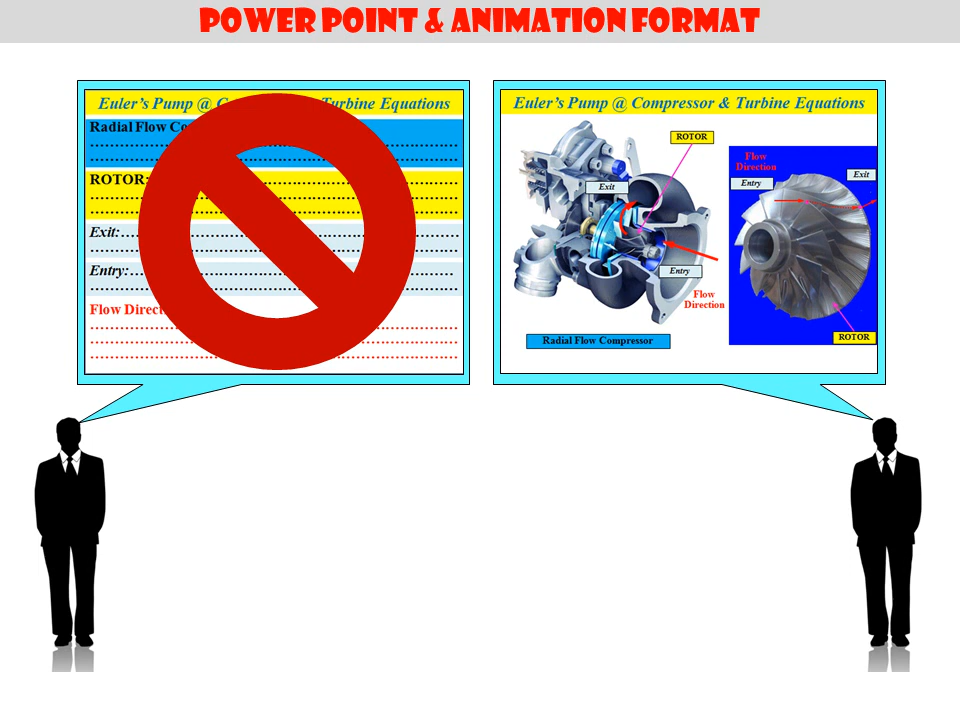 POWER POINT & ANIMATION FORMAT
Euler's Pump @ C Turbine Equations
Radial Flow Co
ROTOR:
Exit:
Entry:
Flow Direct
Euler's Pump @ Compressor & Turbine Equations
ROTOR
Exit
Entry
Flow
Direction
Radial Flow Compressor
Flow
Direction
Entry
Exit
ROTOR